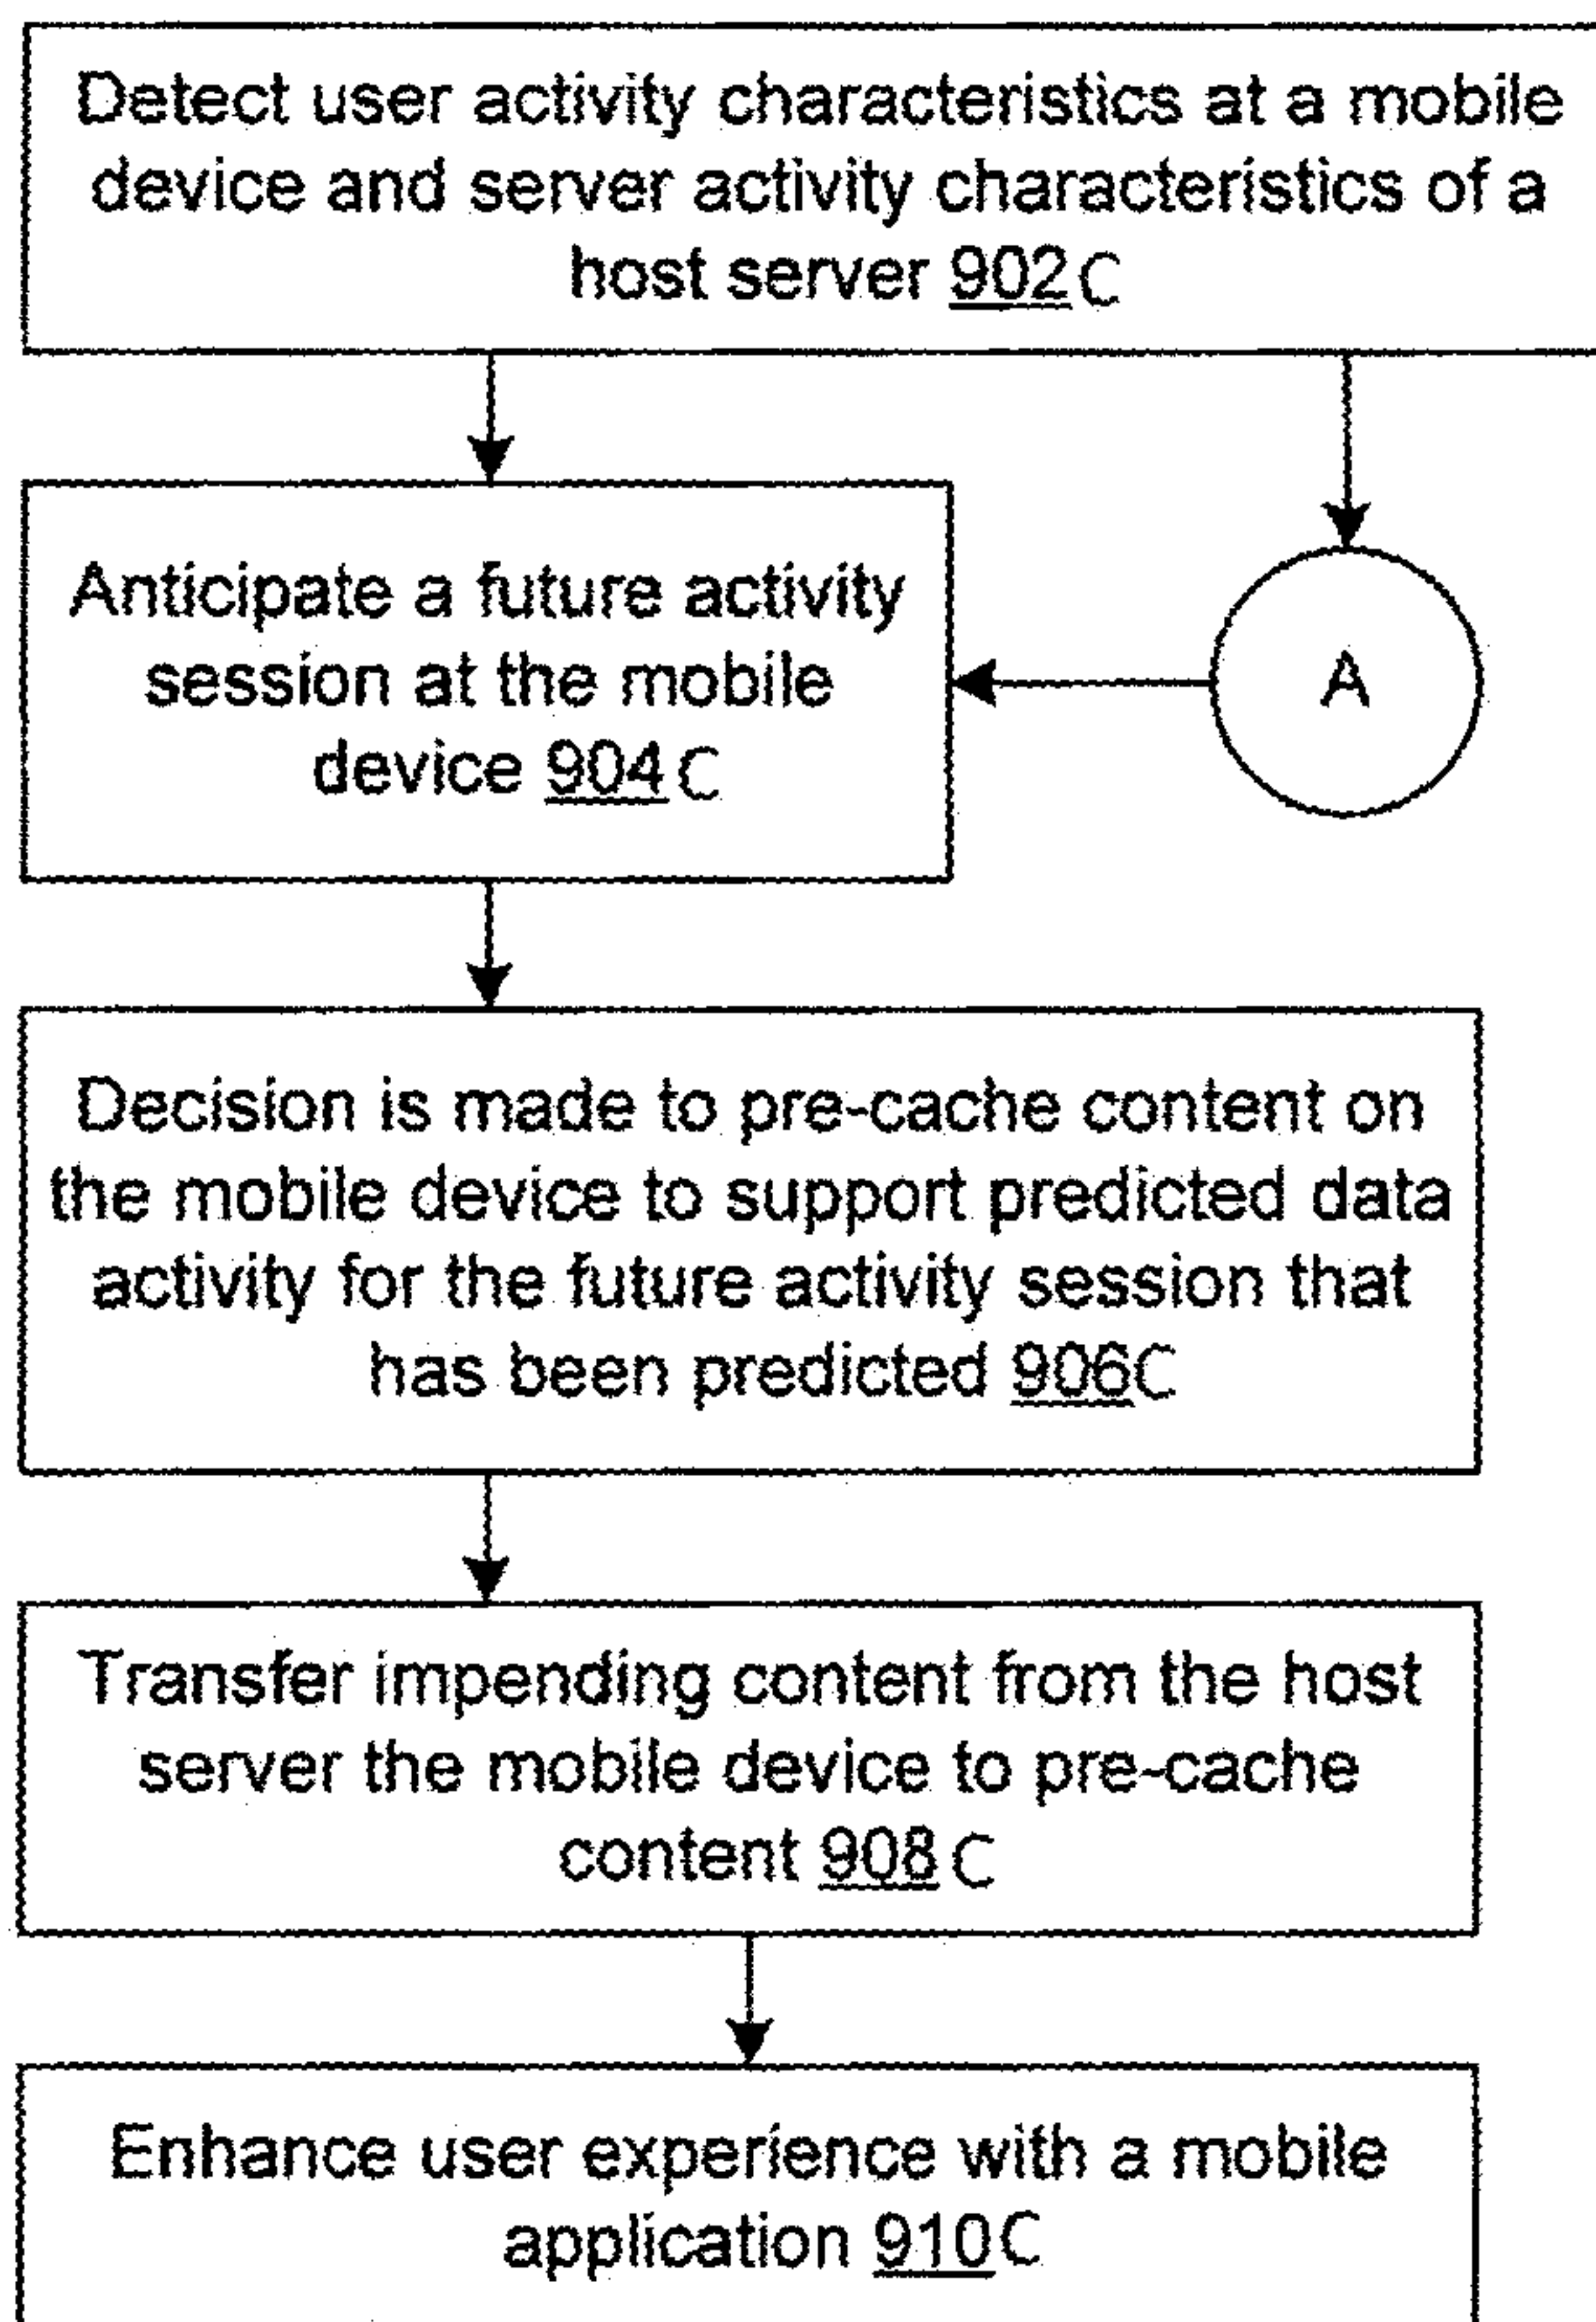 Detect user activity characteristics at a mobile
device and server activity characteristics of a
host server 902C
Anticipate a future activity
session at the mobile
device 904C
A
Decision is made to pre-cache content on
the mobile device to support predicted data
activity for the future activity session that
has been predicted 906C
Transfer impending content from the host
server the mobile device to pre-cache
content 908C
Enhance user experience with a mobile
application 910C